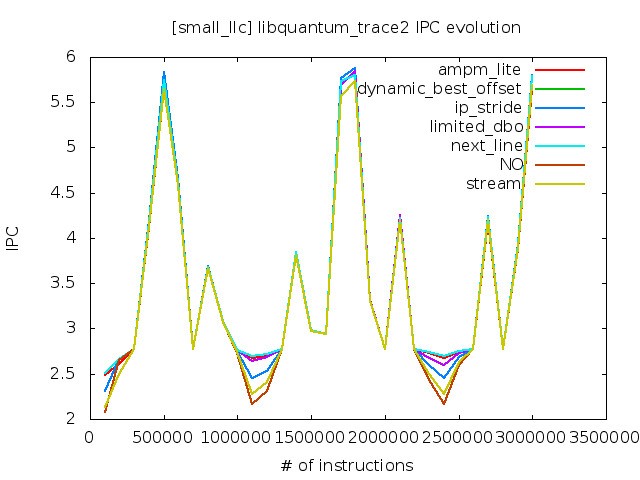 [small_llc] libquantum_trace2 IPC evolution
6
5.5
5
4.5
4
3.5
3
2.5
2
IPC
ampm_lite
dynamic_best_offset
ip_stride
limited_dbo
next_line
NO
stream
0 500000 1000000 1500000 2000000 2500000 3000000 3500000
# of instructions